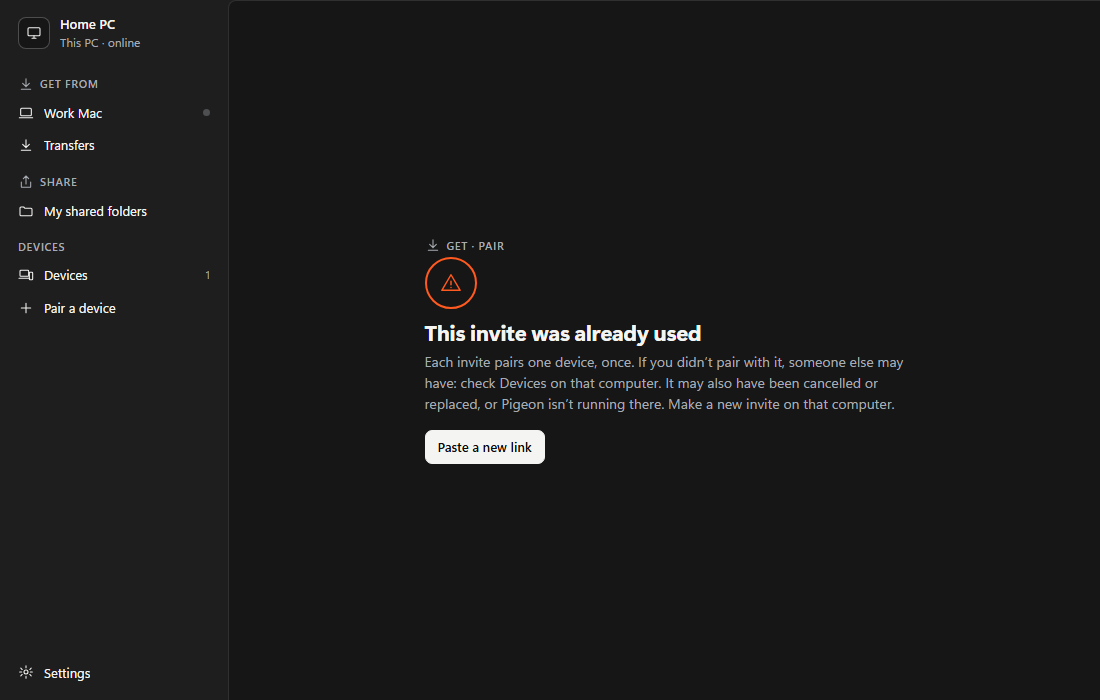 Home PC
This PC · online
GET FROM
Work Mac
Transfers
SHARE
My shared folders
DEVICES
Devices 1
Pair a device
Settings
GET · PAIR
This invite was already used
Each invite pairs one device, once. If you didn’t pair with it, someone else may
have: check Devices on that computer. It may also have been cancelled or
replaced, or Pigeon isn’t running there. Make a new invite on that computer.
Paste a new link